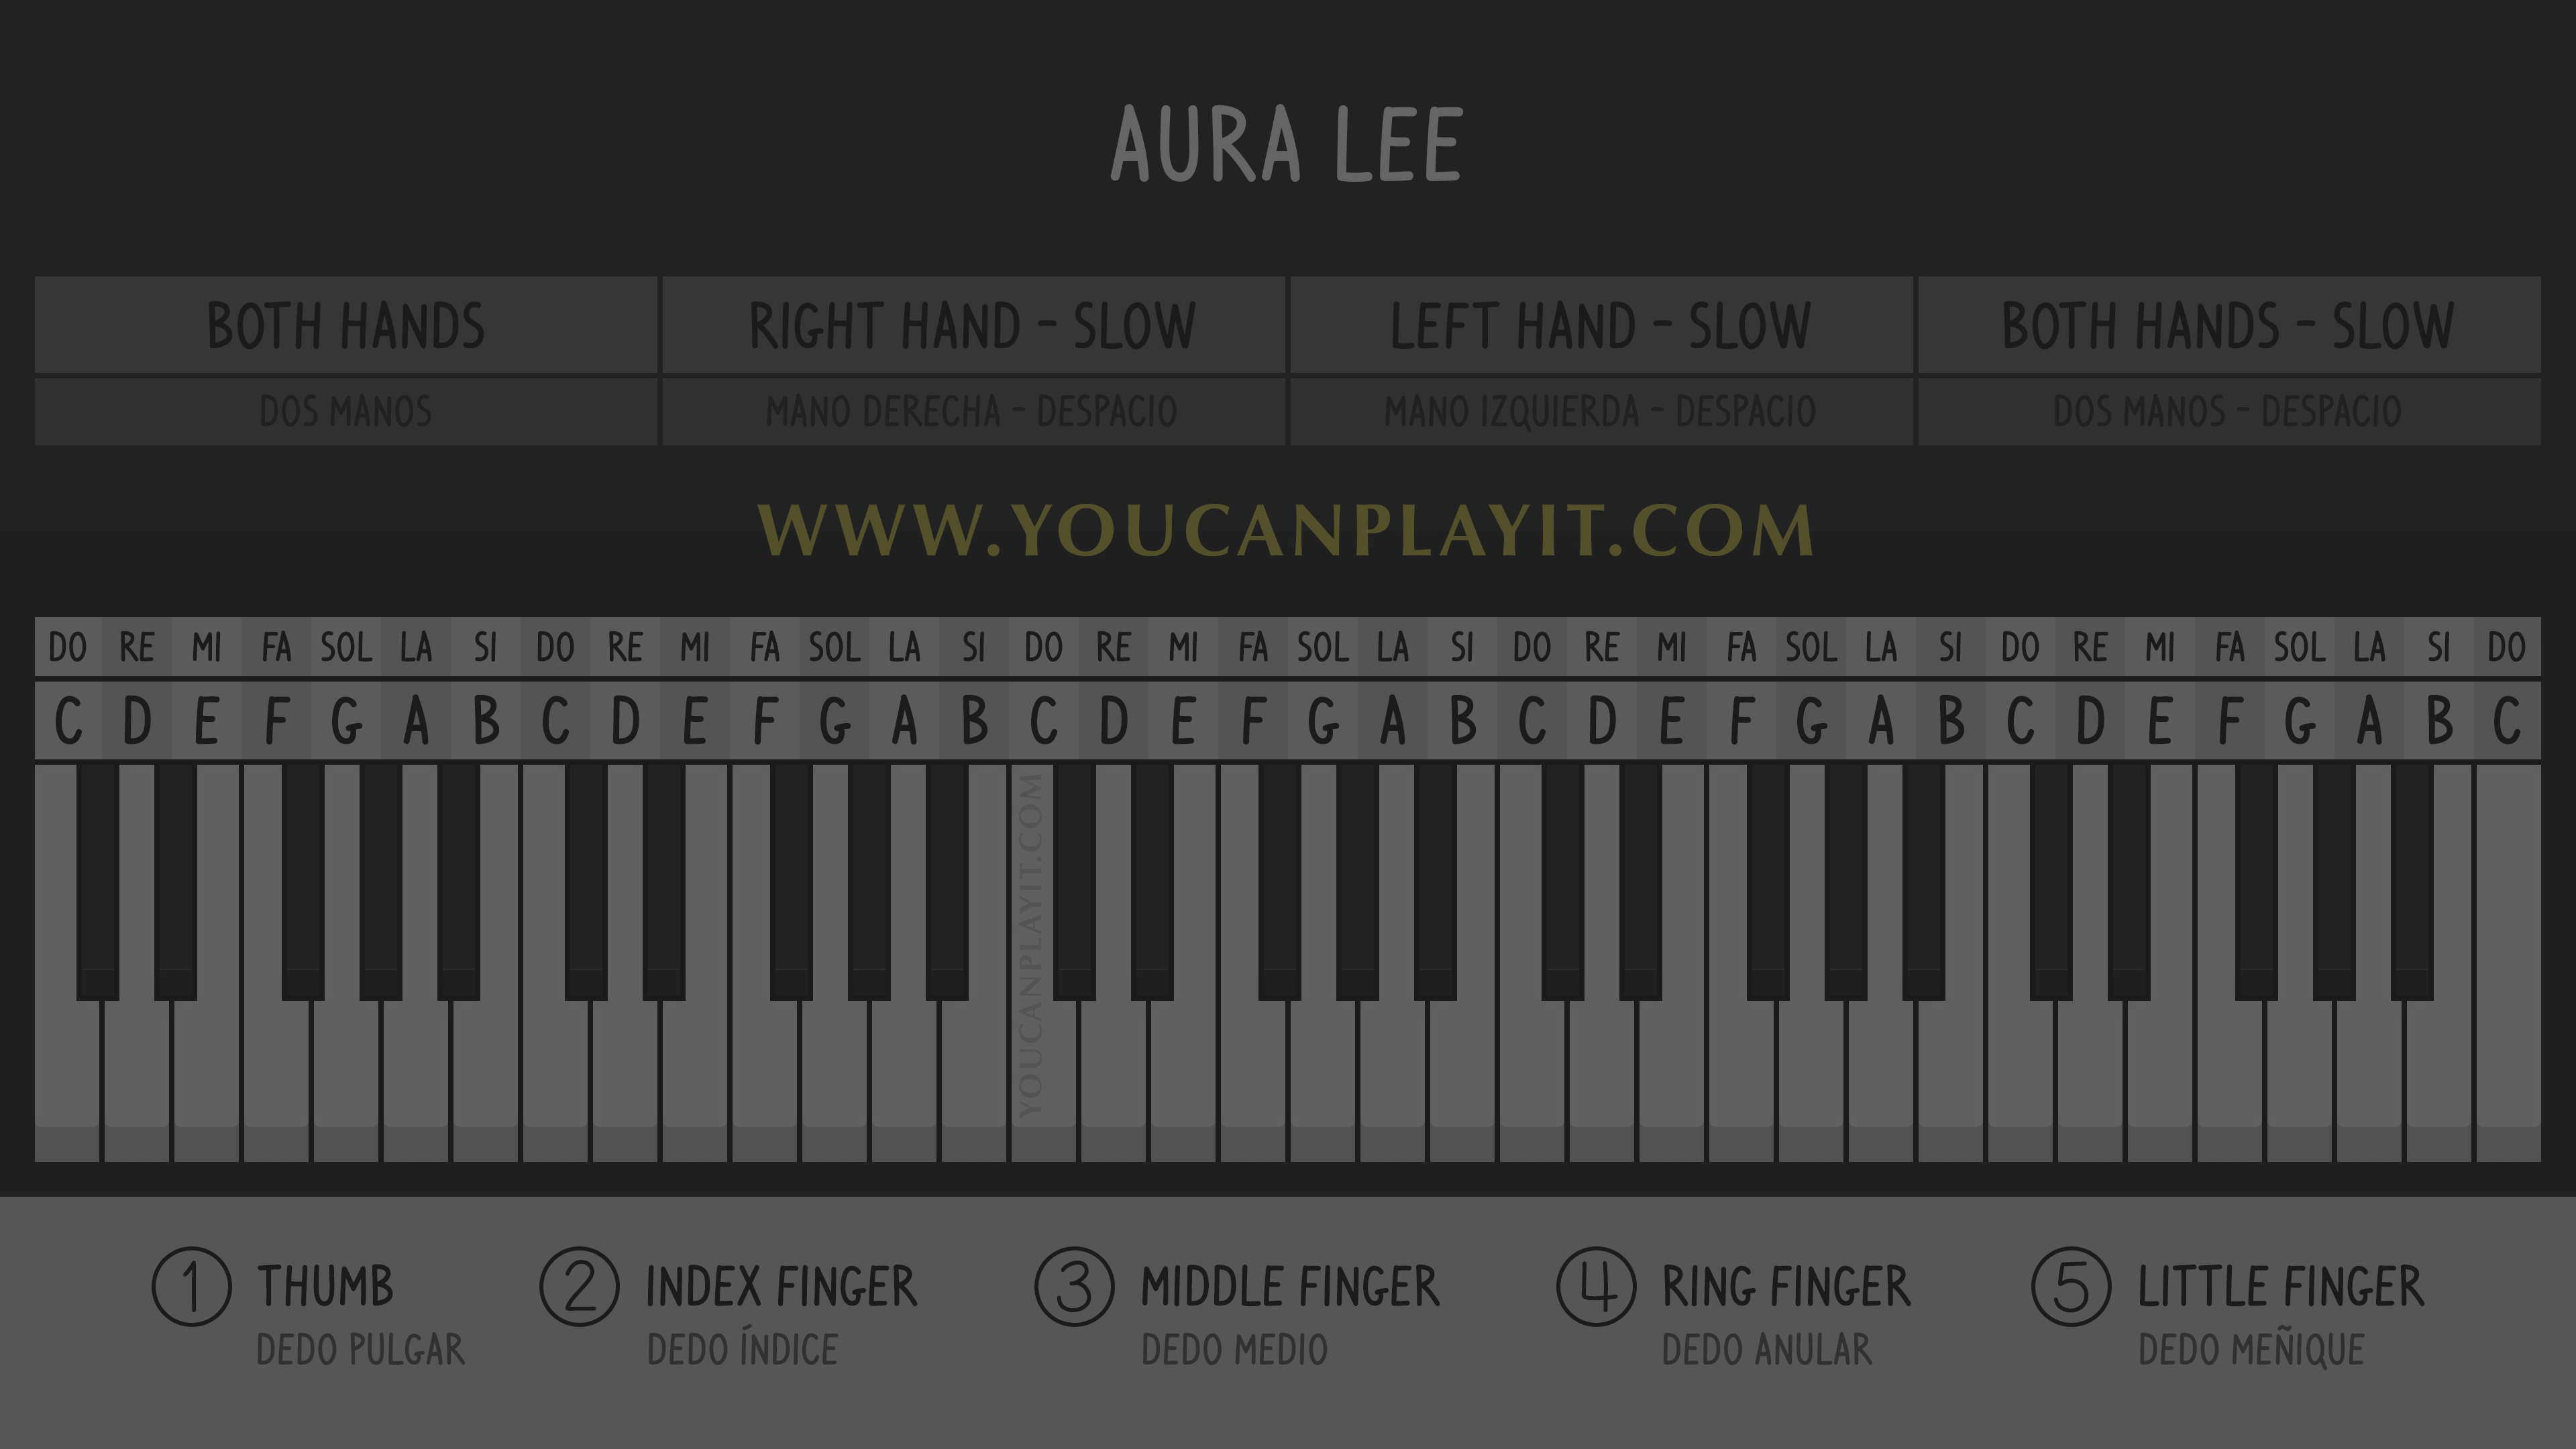 AURA LEE
BOTH HANDS RIGHT HAND - SLOW LEFT HAND - SLOW BOTH HANDS - SLOW
DOS MANOS MANO DERECHA - DESPACIO MANO IZQUIERDA - DESPACIO DOS MANOS - DESPACIO
WWW.YOUCANPLAYIT.COM
DO RE MI FA SOL LA SI DO RE MI FA SOL LA SI DO RE MI FA SOL LA SI DO RE MI FA SOL LA SI DO RE MI FA SOL LA SI DO
C D E F G A B C D E F G A B C D E F G A B C D E F G A B C D E F G A B C
YOUCANPLAYIT.COM
1 THUMB 2 INDEX FINGER 3 MIDDLE FINGER 4 RING FINGER 5 LITTLE FINGER
DEDO PULGAR DEDO ÍNDICE DEDO MEDIO DEDO ANULAR DEDO MEÑIQUE